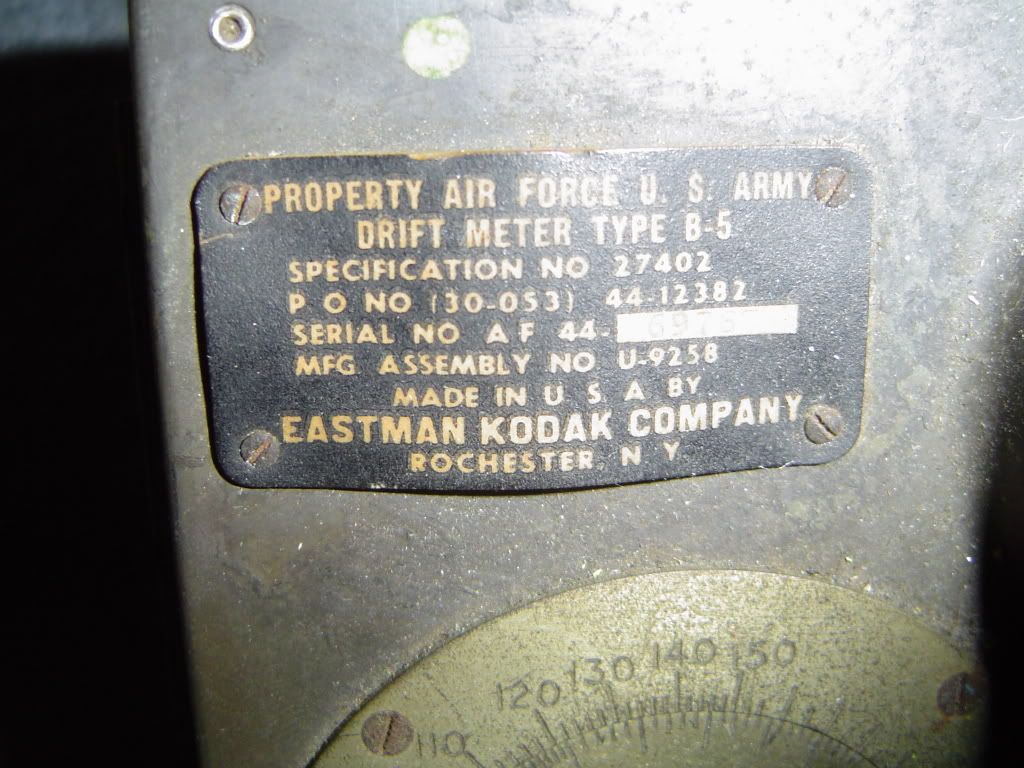 PROPERTY AIR FORCE U. S. ARMY
DRIFT METER TYPE B-5
SPECIFICATION NO 27402
P O NO (30-053) 44-12382
SERIAL NO AF 44-
MFG ASSEMBLY NO U-9258
MADE IN U. S. A BY
EASTMAN KODAK COMPANY
ROCHESTER, N Y
110 120 130 140 150